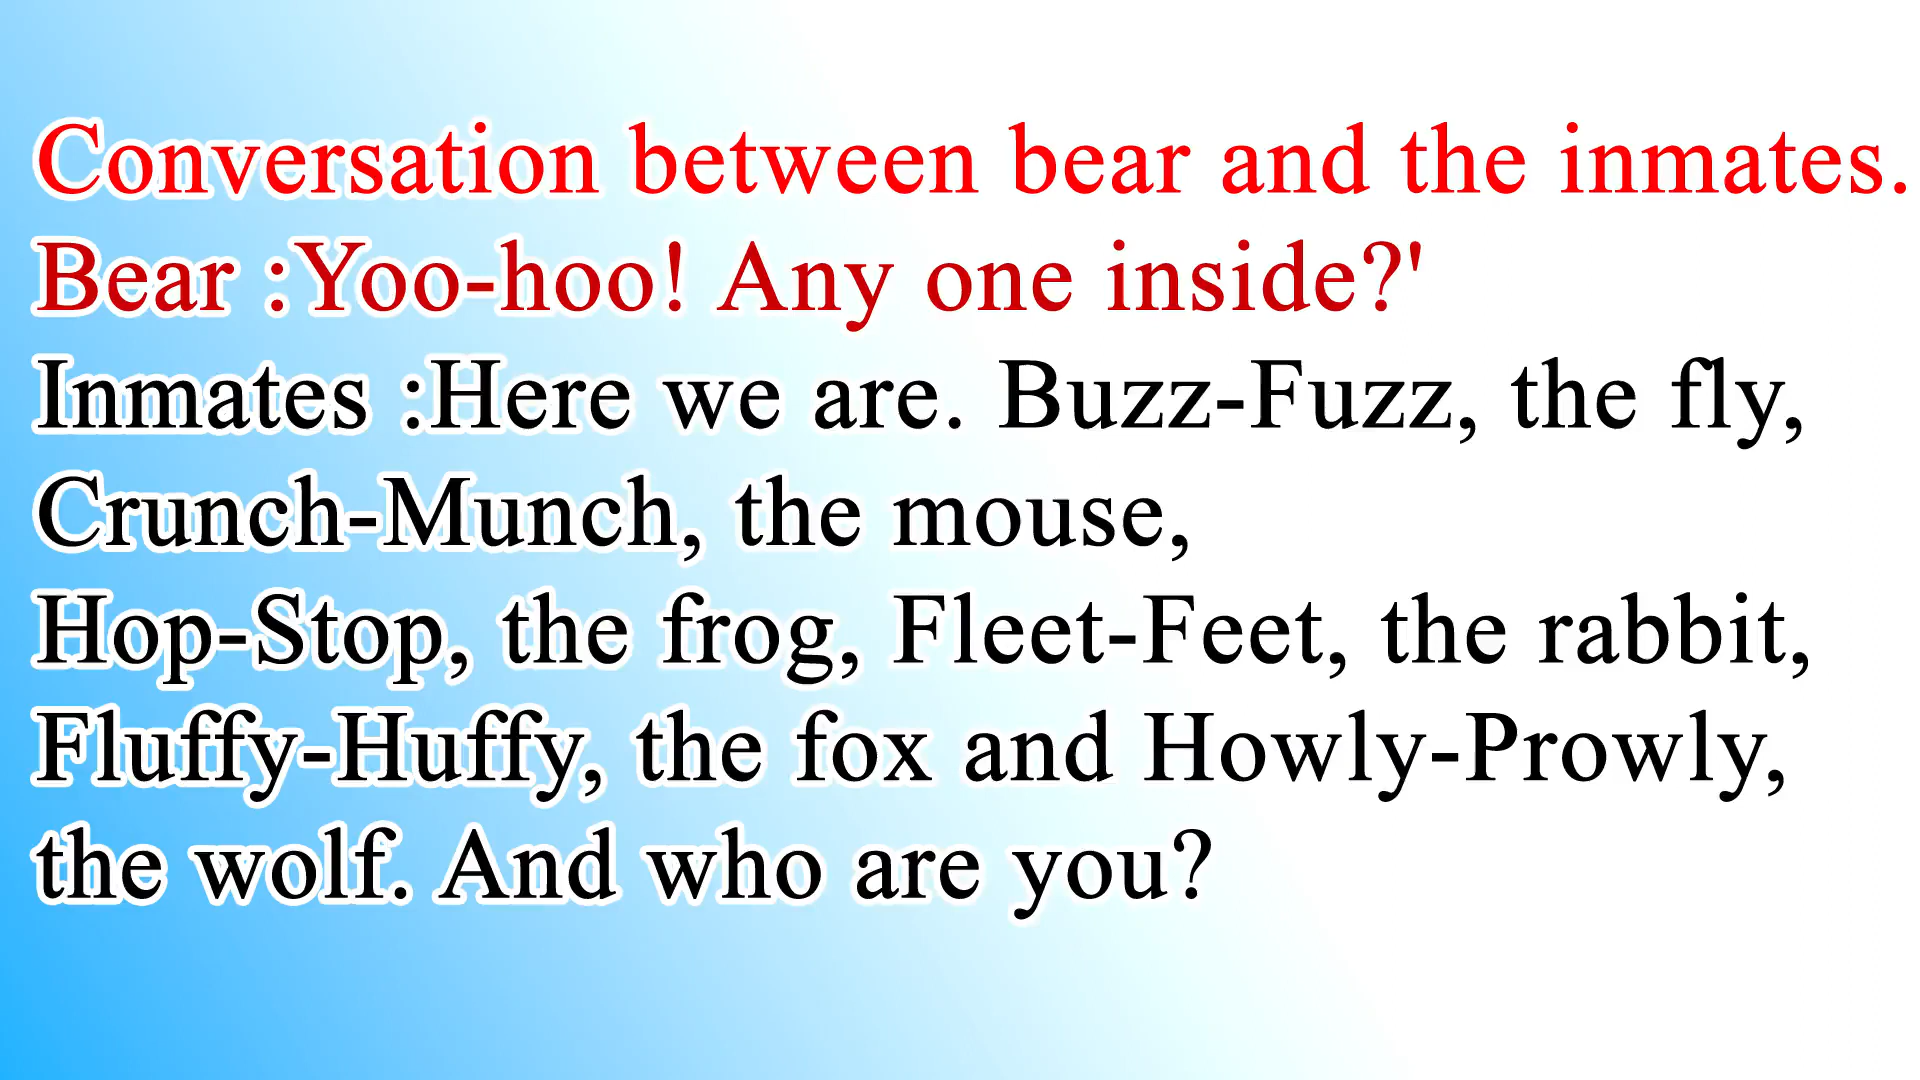 Conversation between bear and the inmates.
Bear :Yoo-hoo! Any one inside?'
Inmates :Here we are. Buzz-Fuzz, the fly,
Crunch-Munch, the mouse,
Hop-Stop, the frog, Fleet-Feet, the rabbit,
Fluffy-Huffy, the fox and Howly-Prowly,
the wolf. And who are you?